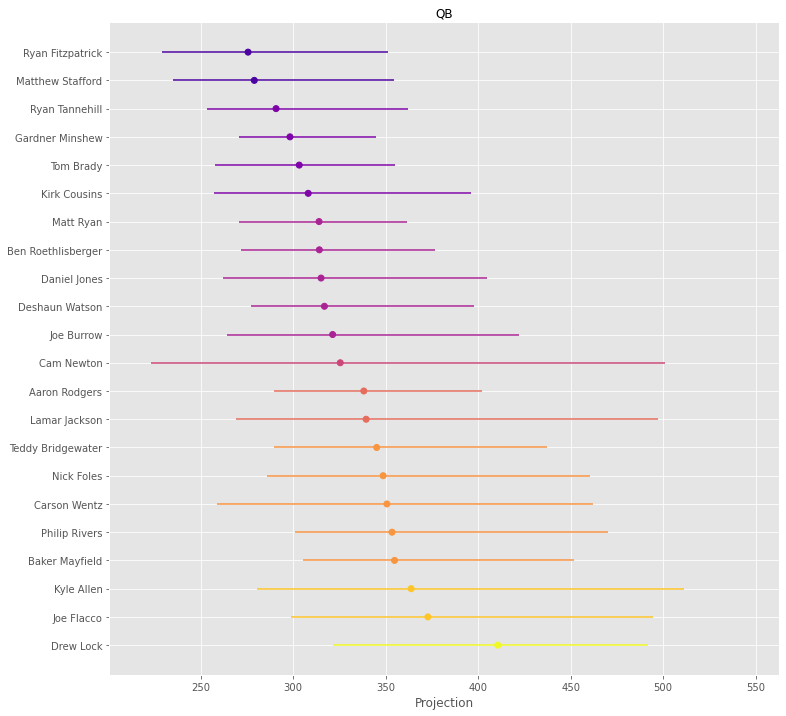 QB
Ryan Fitzpatrick
Matthew Stafford
Ryan Tannehill
Gardner Minshew
Tom Brady
Kirk Cousins
Matt Ryan
Ben Roethlisberger
Daniel Jones
Deshaun Watson
Joe Burrow
Cam Newton
Aaron Rodgers
Lamar Jackson
Teddy Bridgewater
Nick Foles
Carson Wentz
Philip Rivers
Baker Mayfield
Kyle Allen
Joe Flacco
Drew Lock
250 300 350 400 450 500 550
Projection